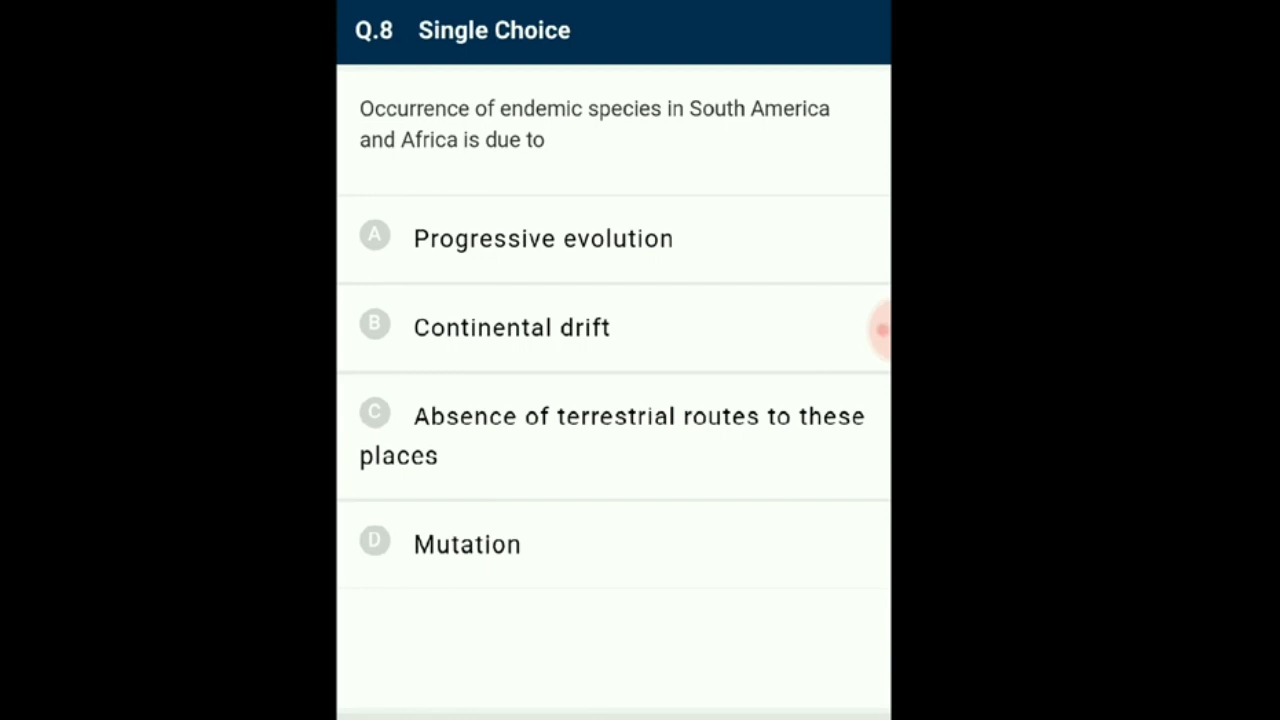 Q.8 Single Choice
Occurrence of endemic species in South America
and Africa is due to
A Progressive evolution
B Continental drift
C Absence of terrestrial routes to these
places
D Mutation